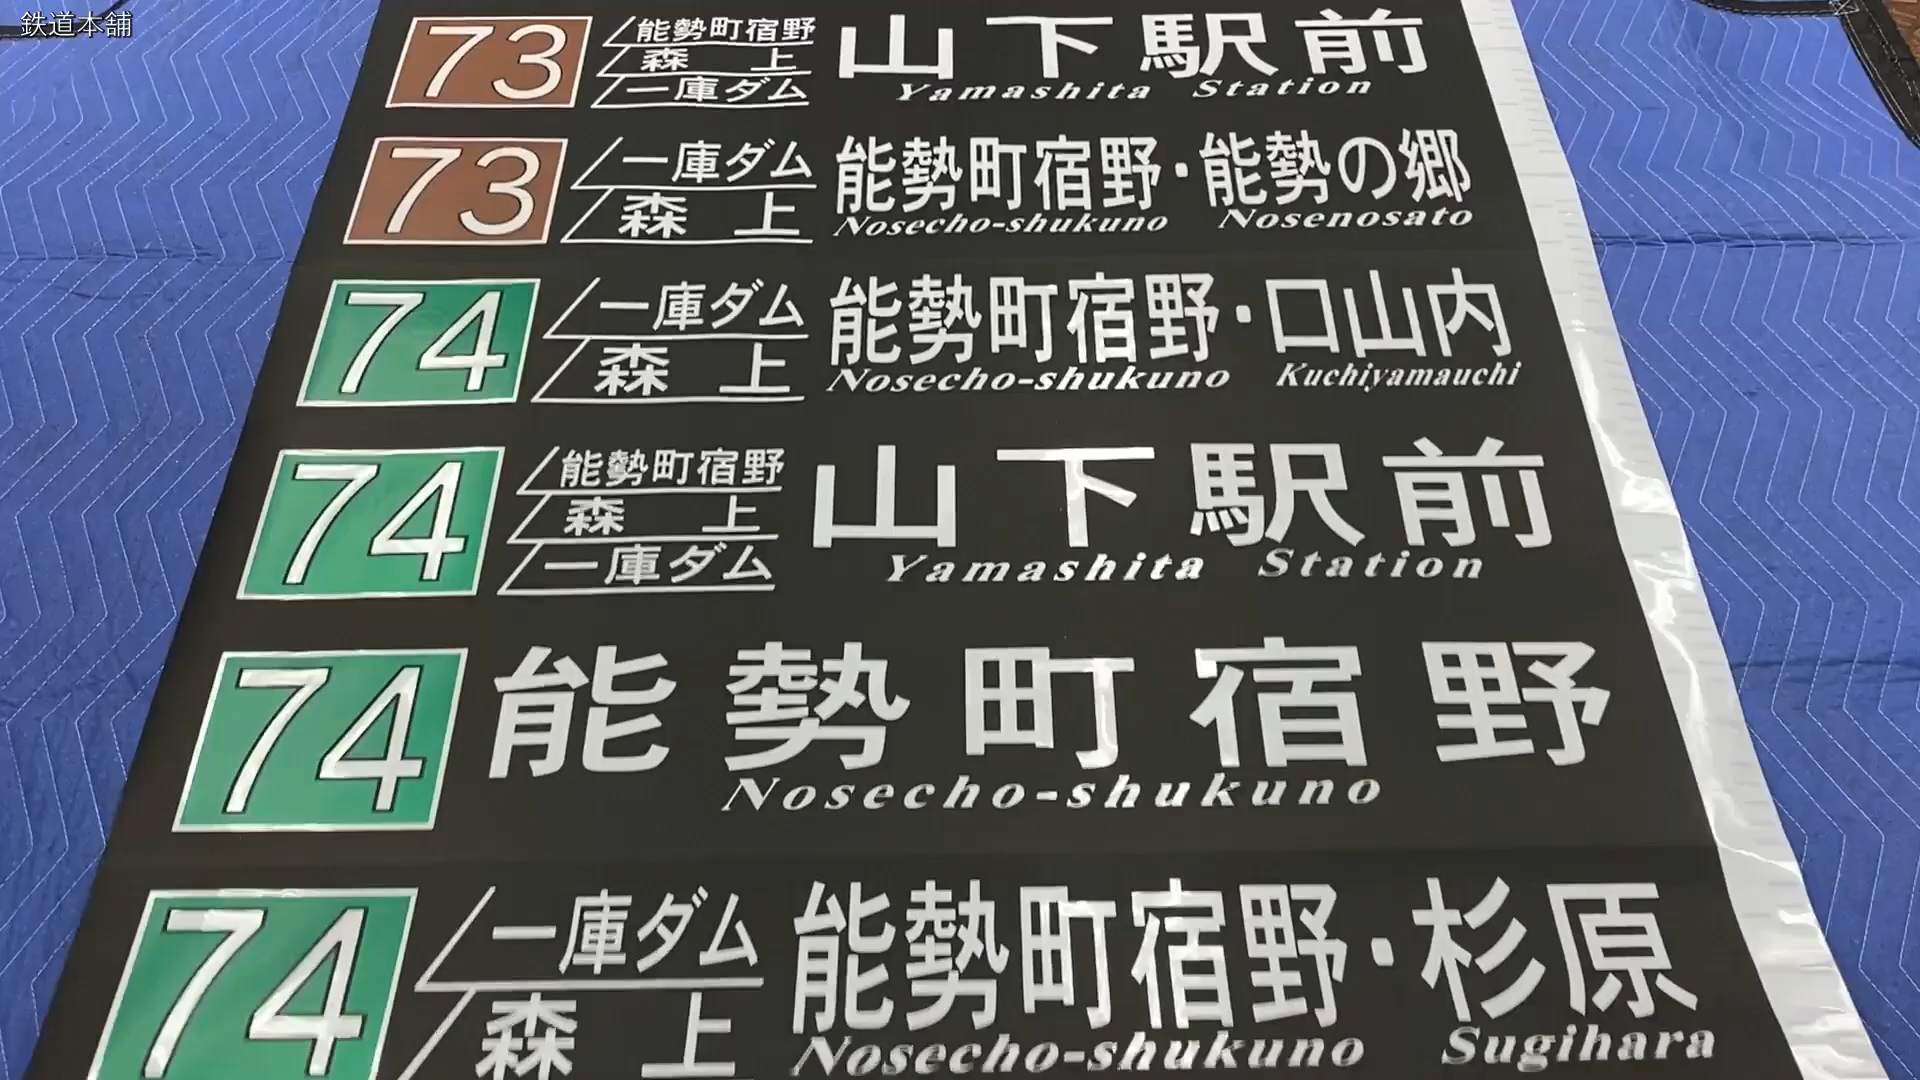 鉄道本舗
73 能勢町宿野 森上 一庫ダム 山下駅前
Yamashita Station
73 一庫ダム 森上 能勢町宿野・能勢の郷
Nosecho-shukuno Nosenosato
74 一庫ダム 森上 能勢町宿野・口山内
Nosecho-shukuno Kuchiyamauchi
74 能勢町宿野 森上 一庫ダム 山下駅前
Yamashita Station
74 能勢町宿野
Nosecho-shukuno
74 一庫ダム 森上 能勢町宿野・杉原
Nosecho-shukuno Sugihara